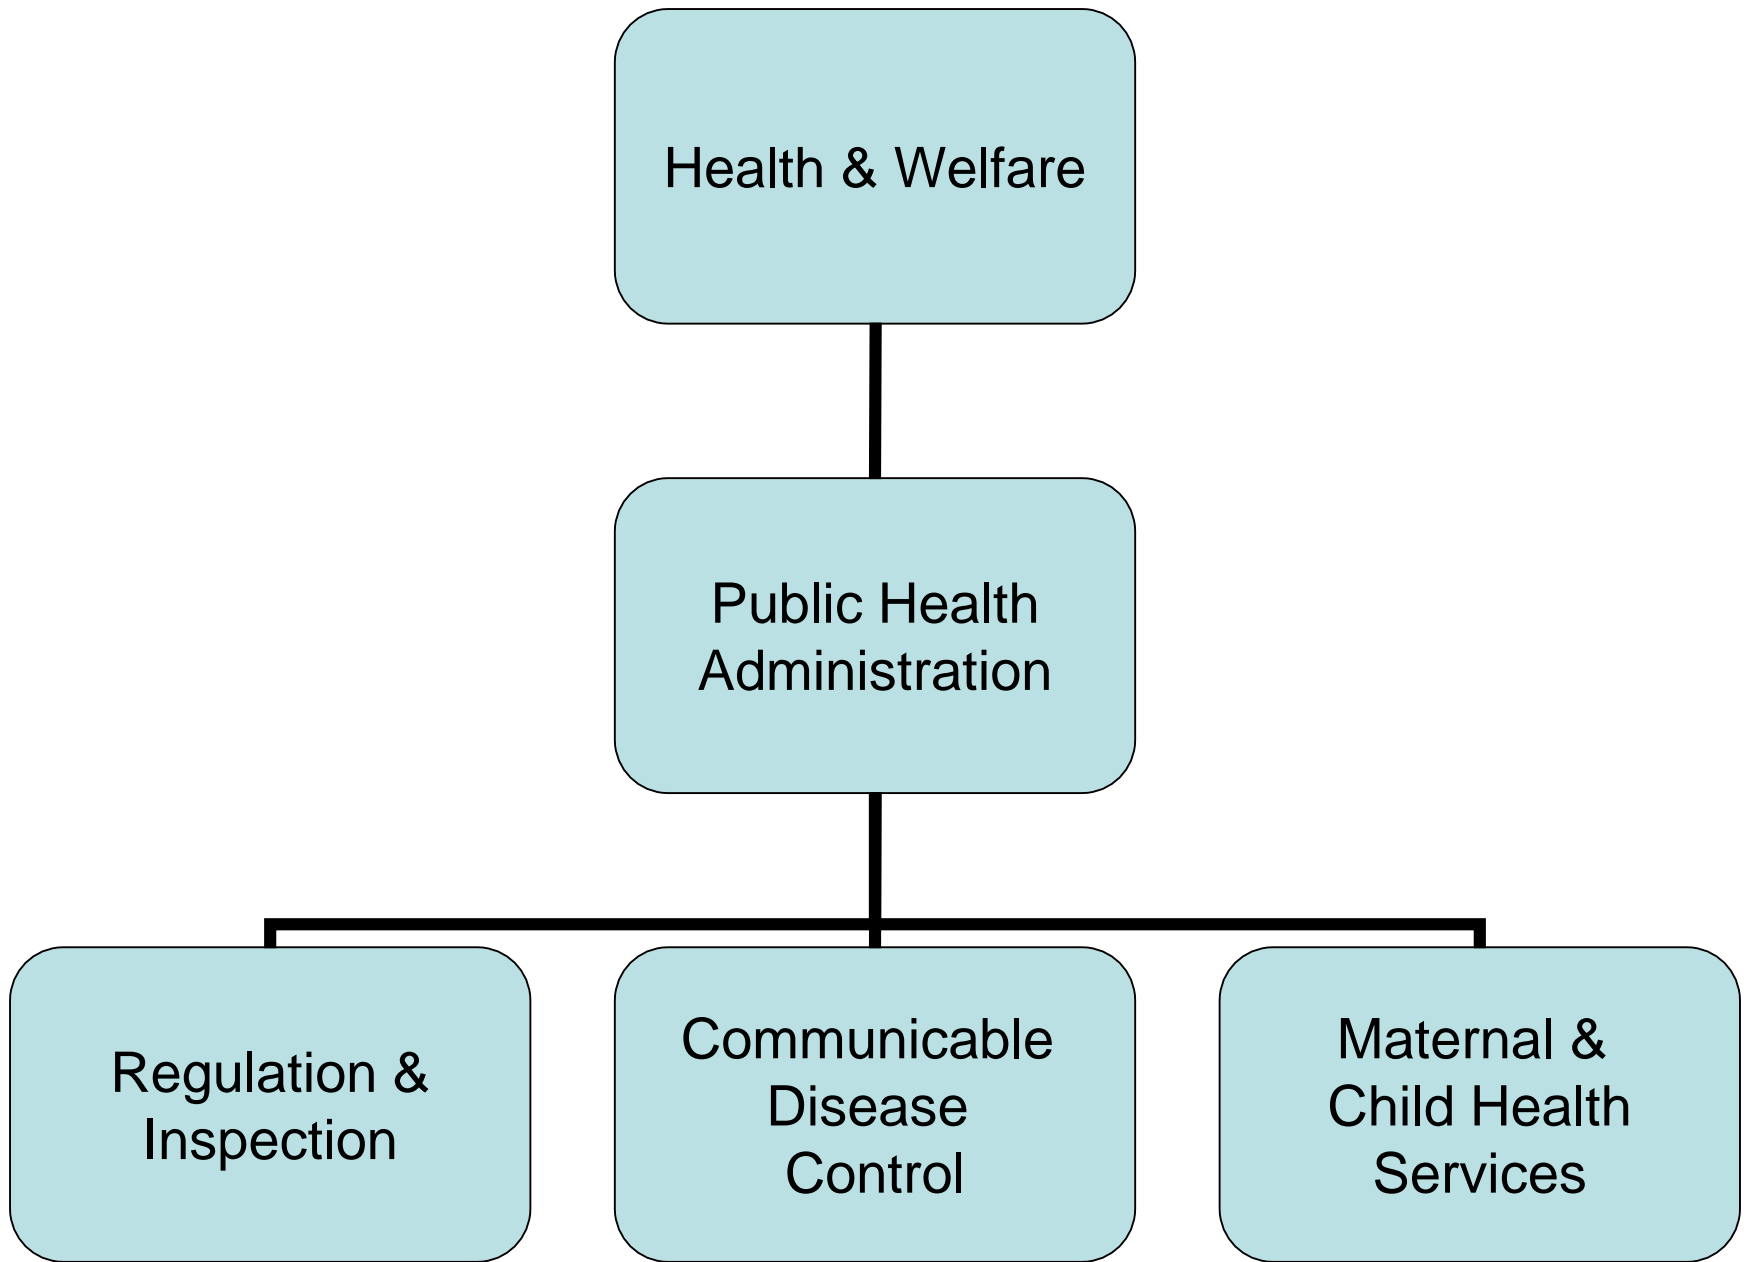 Health & Welfare
Public Health
Administration
Regulation &
Inspection
Communicable
Disease
Control
Maternal &
Child Health
Services